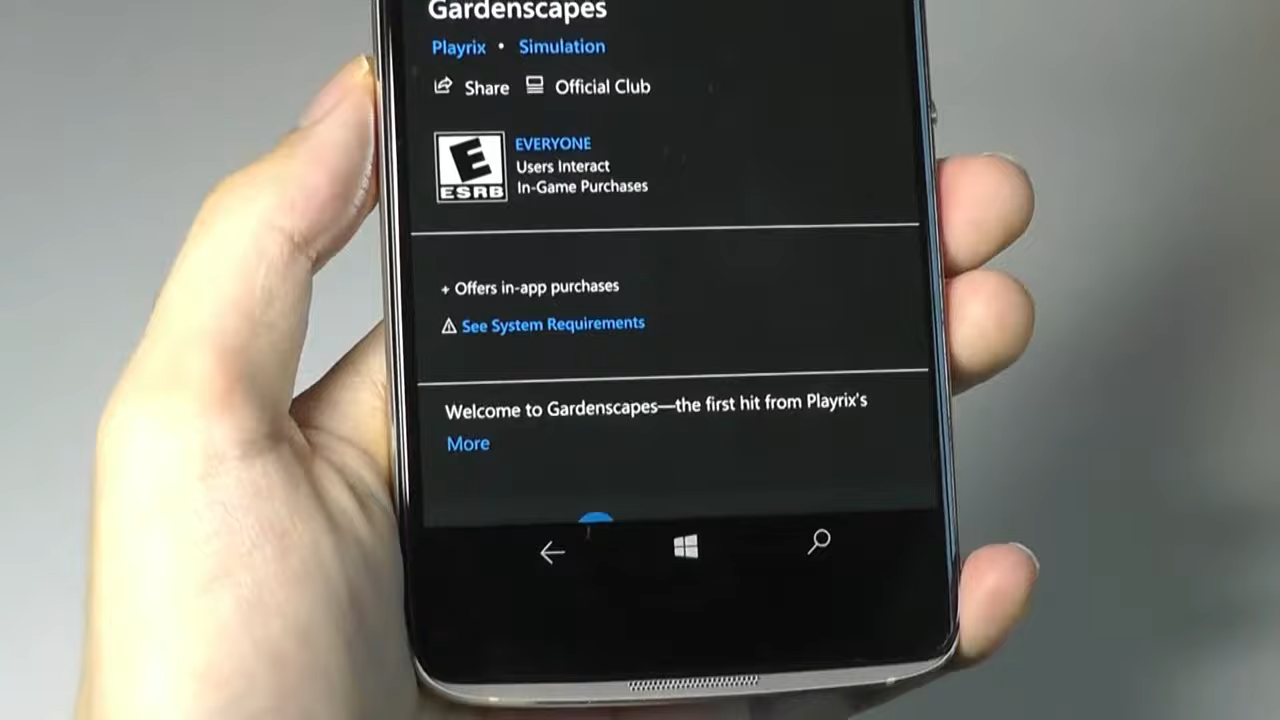 Gardenscapes
Playrix • Simulation
Share Official Club
E
ESRB
EVERYONE
Users Interact
In-Game Purchases
+ Offers in-app purchases
See System Requirements
Welcome to Gardenscapes—the first hit from Playrix's
More